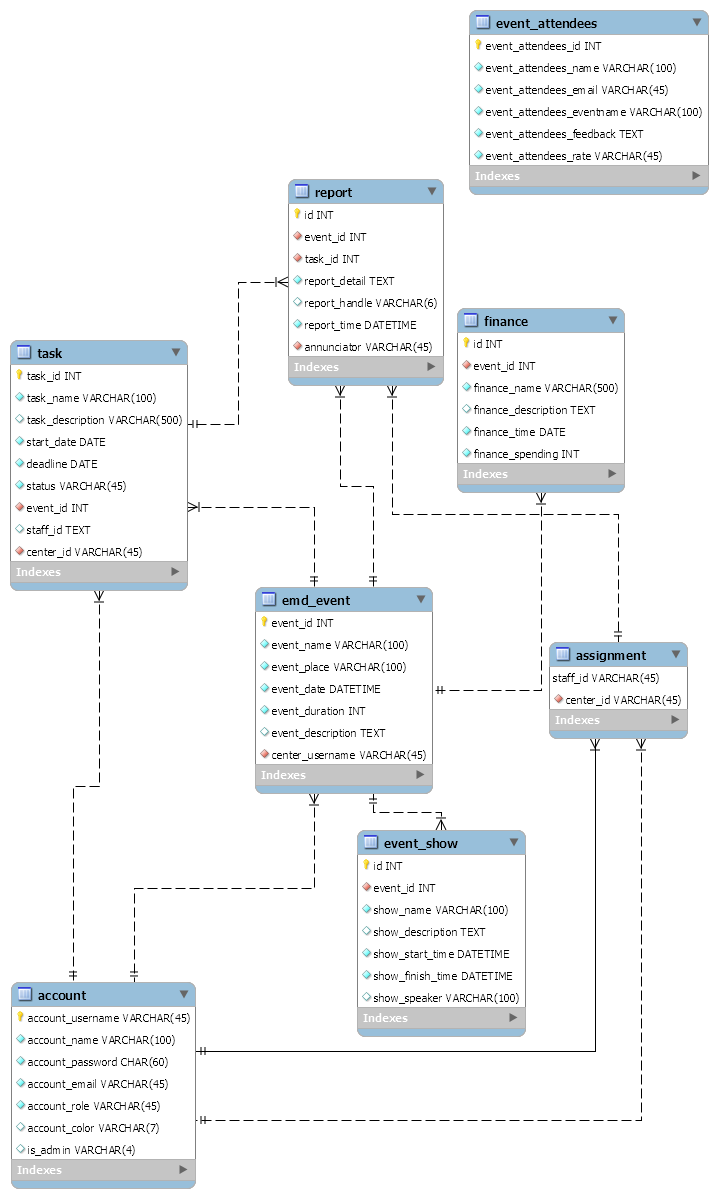 event_attendees
event_attendees_id INT
event_attendees_name VARCHAR(100)
event_attendees_email VARCHAR(45)
event_attendees_eventname VARCHAR(100)
event_attendees_feedback TEXT
event_attendees_rate VARCHAR(45)
Indexes
report
id INT
event_id INT
task_id INT
report_detail TEXT
report_handle VARCHAR(6)
report_time DATETIME
annunciator VARCHAR(45)
Indexes
finance
id INT
event_id INT
finance_name VARCHAR(500)
finance_description TEXT
finance_time DATE
finance_spending INT
Indexes
task
task_id INT
task_name VARCHAR(100)
task_description VARCHAR(500)
start_date DATE
deadline DATE
status VARCHAR(45)
event_id INT
staff_id TEXT
center_id VARCHAR(45)
Indexes
emd_event
event_id INT
event_name VARCHAR(100)
event_place VARCHAR(100)
event_date DATETIME
event_duration INT
event_description TEXT
center_username VARCHAR(45)
Indexes
assignment
staff_id VARCHAR(45)
center_id VARCHAR(45)
Indexes
event_show
id INT
event_id INT
show_name VARCHAR(100)
show_description TEXT
show_start_time DATETIME
show_finish_time DATETIME
show_speaker VARCHAR(100)
Indexes
account
account_username VARCHAR(45)
account_name VARCHAR(100)
account_password CHAR(60)
account_email VARCHAR(45)
account_role VARCHAR(45)
account_color VARCHAR(7)
is_admin VARCHAR(4)
Indexes